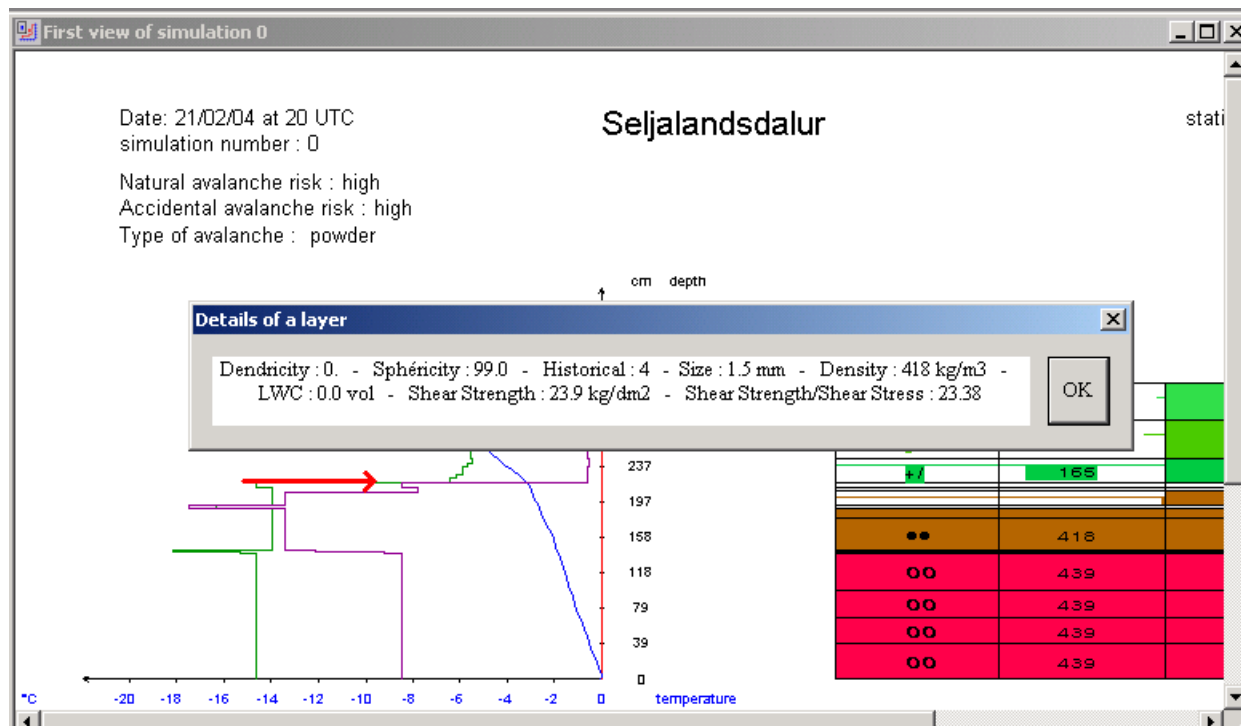 First view of simulation 0
Date: 21/02/04 at 20 UTC
simulation number : 0
Seljalandsdalur
stati
Natural avalanche risk : high
Accidental avalanche risk : high
Type of avalanche : powder
cm depth
Details of a layer
Dendricity : 0. - Sphéricity : 99.0 - Historical : 4 - Size : 1.5 mm - Density : 418 kg/m3 -
LWC : 0.0 vol - Shear Strength : 23.9 kg/dm2 - Shear Strength/Shear Stress : 23.38
OK
237
+/ 165
197
158
●● 418
118
OO 439
79
OO 439
39
OO 439
OO 439
0
°C -20 -18 -16 -14 -12 -10 -8 -6 -4 -2 0 temperature